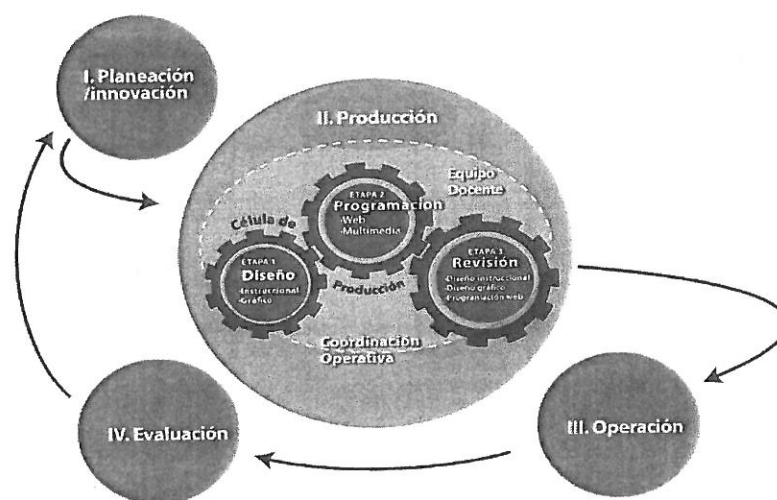 I. Planeación
/innovación
II. Producción
Equipo
Docente
ETAPA 2
Programación
-Web
-Multimedia
Célula de
Producción
ETAPA 1
Diseño
-Instruccional
-Gráfico
ETAPA 3
Revisión
-Diseño instruccional
-Diseño gráfico
-Programación web
Coordinación
Operativa
IV. Evaluación
III. Operación